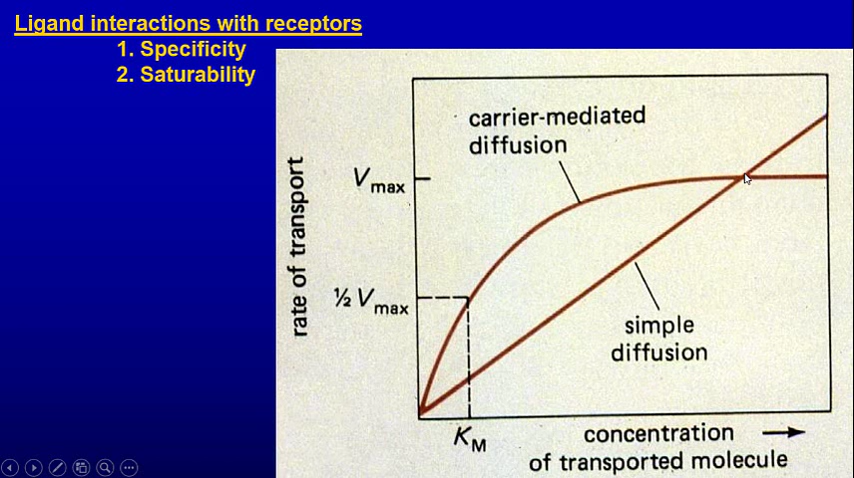 Ligand interactions with receptors
1. Specificity
2. Saturability
carrier-mediated
diffusion
V max
rate of transport
½ V max
simple
diffusion
K M
concentration
of transported molecule